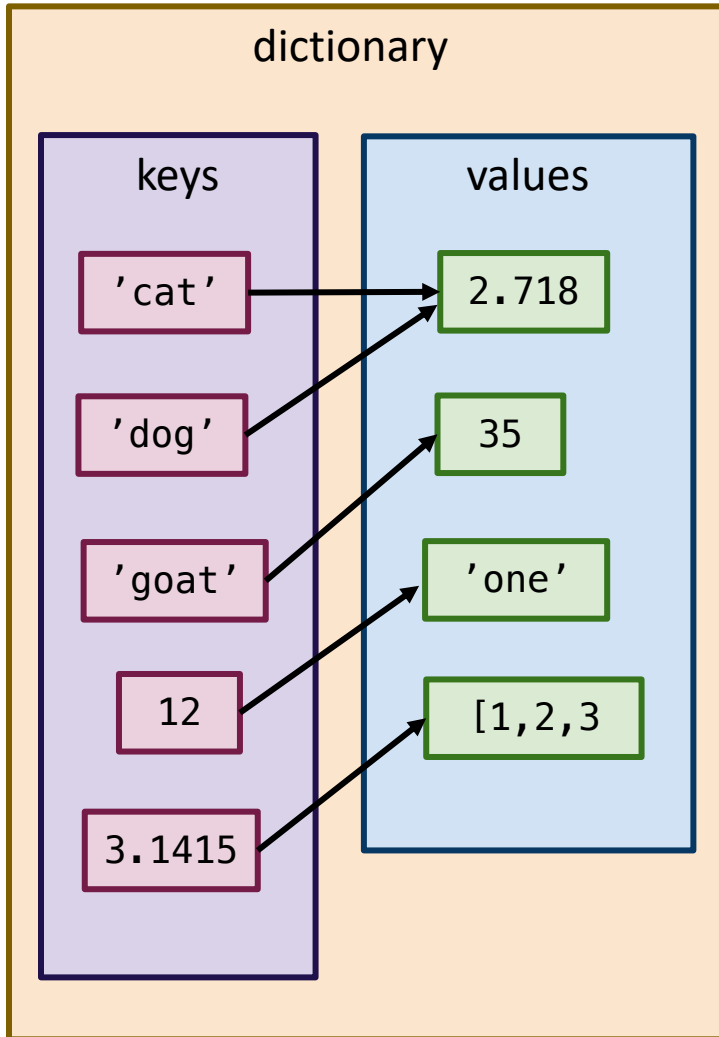 dictionary
keys
values
’cat’
2.718
’dog’
35
’goat’
’one’
12
[1,2,3
3.1415